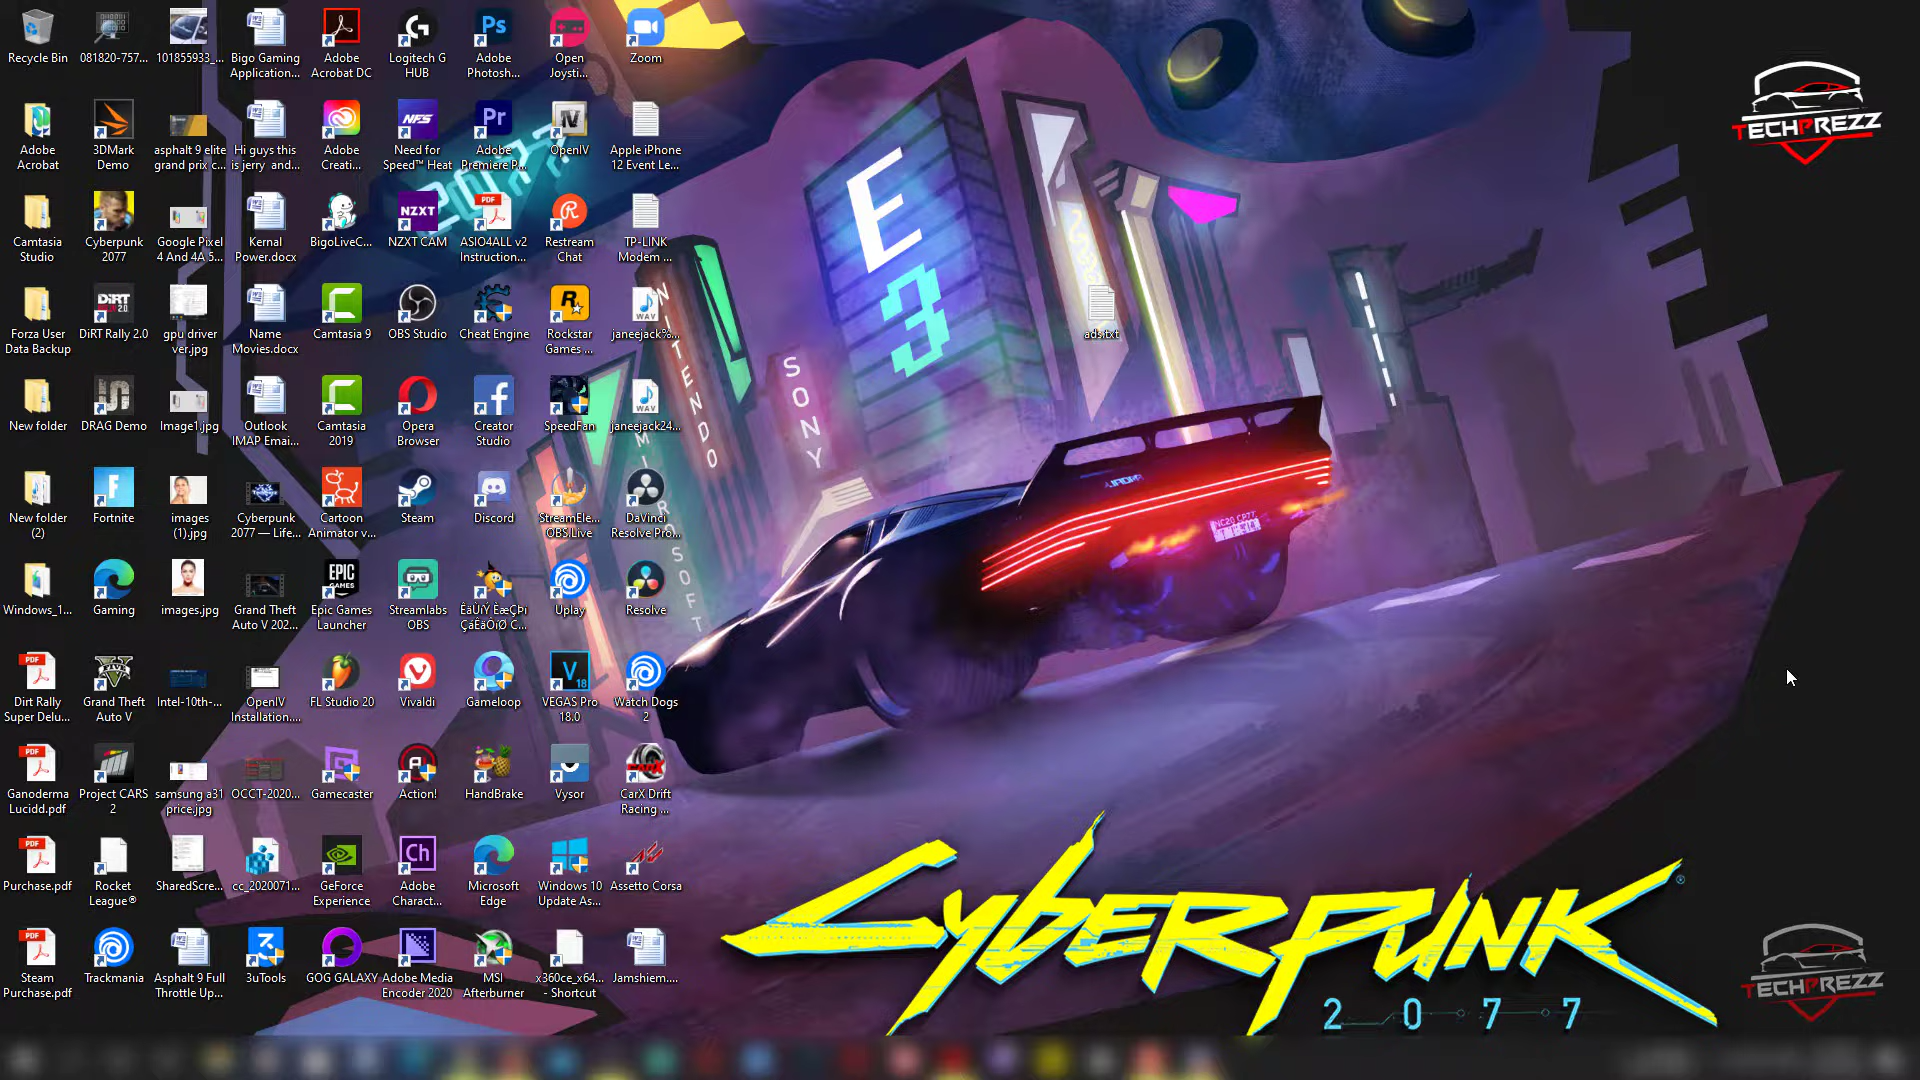 Recycle Bin
081820-757...
101855933_...
Bigo Gaming
Application...
Adobe
Acrobat DC
Logitech G
HUB
Adobe
Photosh...
Open
Joysti...
Zoom
Adobe
Acrobat
3DMark
Demo
asphalt 9 elite
grand prix c...
Hi guys this
is jerry and...
Adobe
Creati...
Need for
Speed™ Heat
Adobe
Premiere P...
OpenIV
Apple iPhone
12 Event Le...
Camtasia
Studio
Cyberpunk
2077
Google Pixel
4 And 4A 5...
Kernal
Power.docx
BigoLiveC...
NZXT CAM
ASIO4ALL v2
Instruction...
Restream
Chat
TP-LINK
Modem ...
Forza User
Data Backup
DiRT Rally 2.0
gpu driver
ver.jpg
Name
Movies.docx
Camtasia 9
OBS Studio
Cheat Engine
Rockstar
Games ...
janeejack%...
ads.txt
New folder
DRAG Demo
Image1.jpg
Outlook
IMAP Emai...
Camtasia
2019
Opera
Browser
Creator
Studio
SpeedFan
janeejack24...
New folder
(2)
Fortnite
images
(1).jpg
Cyberpunk
2077 — Life...
Cartoon
Animator v...
Steam
Discord
StreamEle...
OBS.Live
DaVinci
Resolve Pro...
Windows_1...
Gaming
images.jpg
Grand Theft
Auto V 202...
Epic Games
Launcher
Streamlabs
OBS
ÊáÜíÝ ÈæÇÞí
ÇáÊáÔíØ C...
Uplay
Resolve
Dirt Rally
Super Delu...
Grand Theft
Auto V
Intel-10th-...
OpenIV
Installation....
FL Studio 20
Vivaldi
Gameloop
VEGAS Pro
18.0
Watch Dogs
2
Ganoderma
Lucidd.pdf
Project CARS
2
samsung a31
price.jpg
OCCT-2020...
Gamecaster
Action!
HandBrake
Vysor
CarX Drift
Racing ...
Purchase.pdf
Rocket
League®
SharedScre...
cc_2020071...
GeForce
Experience
Adobe
Charact...
Microsoft
Edge
Windows 10
Update As...
Assetto Corsa
Steam
Purchase.pdf
Trackmania
Asphalt 9 Full
Throttle Up...
3uTools
GOG GALAXY
Adobe Media
Encoder 2020
MSI
Afterburner
x360ce_x64...
- Shortcut
Jamshiem....
E
3
NINTENDO
SONY
MICROSOFT
TECHPREZZ
CYBERPUNK
2077
TECHPREZZ